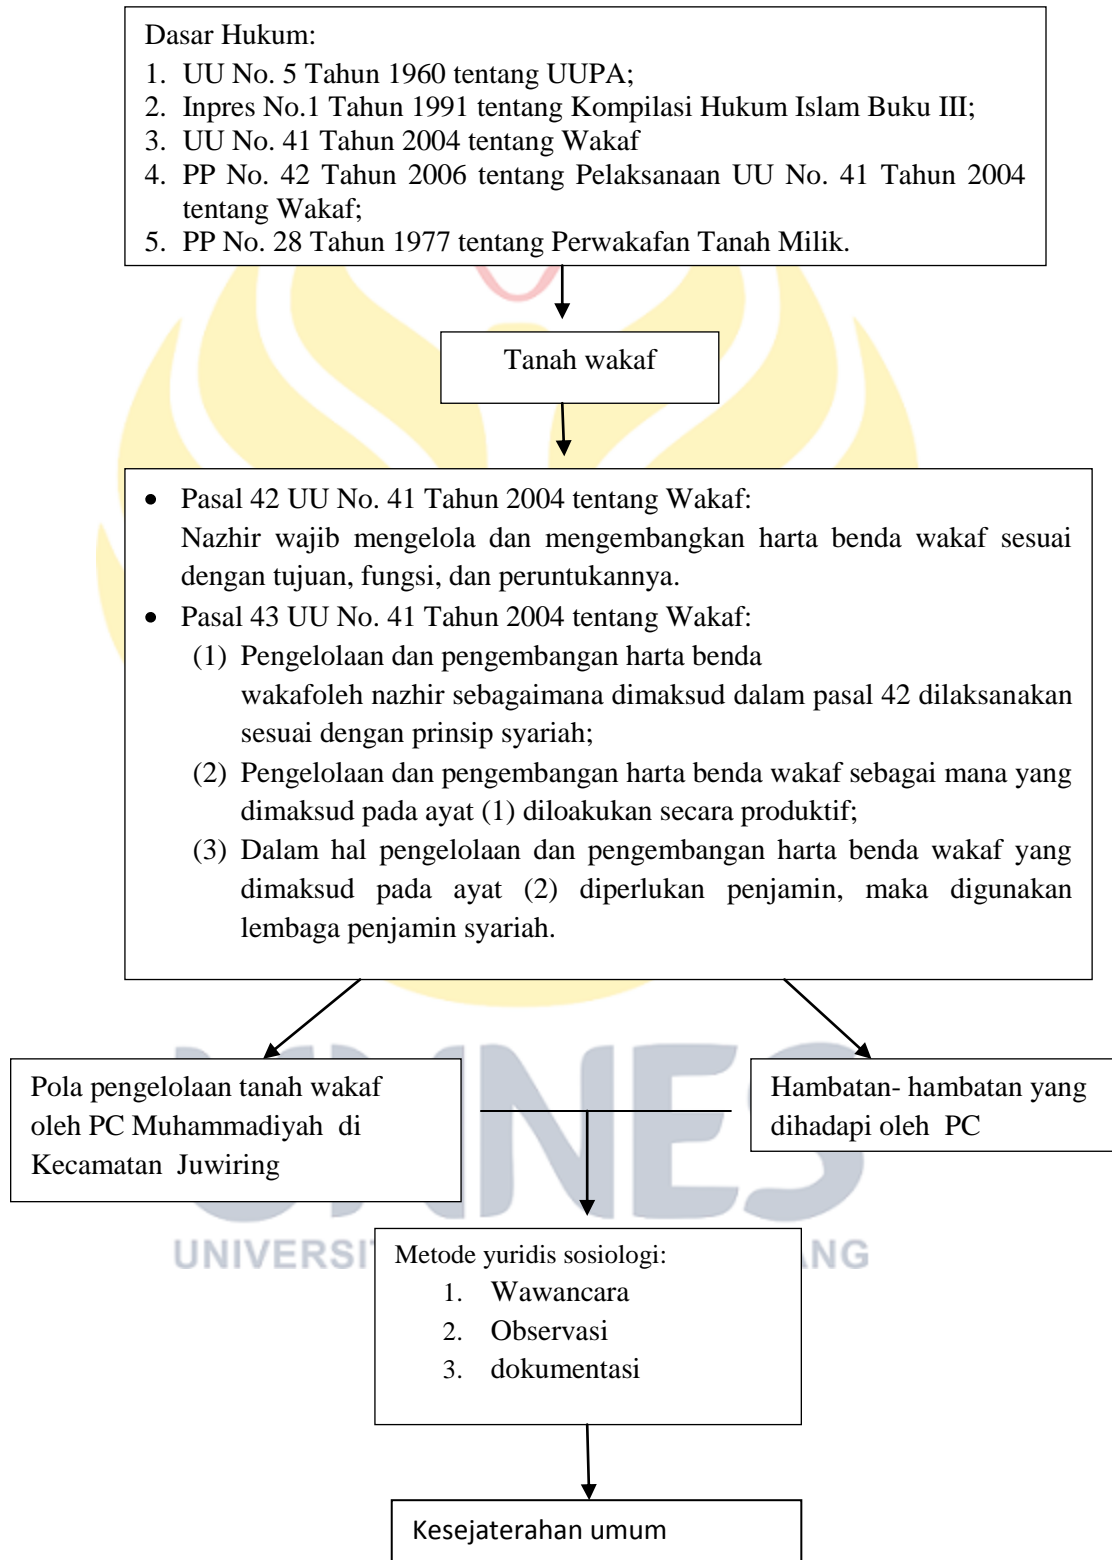 Dasar Hukum:
1. UU No. 5 Tahun 1960 tentang UUPA;
2. Inpres No.1 Tahun 1991 tentang Kompilasi Hukum Islam Buku III;
3. UU No. 41 Tahun 2004 tentang Wakaf
4. PP No. 42 Tahun 2006 tentang Pelaksanaan UU No. 41 Tahun 2004
tentang Wakaf;
5. PP No. 28 Tahun 1977 tentang Perwakafan Tanah Milik.
Tanah wakaf
• Pasal 42 UU No. 41 Tahun 2004 tentang Wakaf:
Nazhir wajib mengelola dan mengembangkan harta benda wakaf sesuai
dengan tujuan, fungsi, dan peruntukannya.
• Pasal 43 UU No. 41 Tahun 2004 tentang Wakaf:
(1) Pengelolaan dan pengembangan harta benda
wakafoleh nazhir sebagaimana dimaksud dalam pasal 42 dilaksanakan
sesuai dengan prinsip syariah;
(2) Pengelolaan dan pengembangan harta benda wakaf sebagai mana yang
dimaksud pada ayat (1) diloakukan secara produktif;
(3) Dalam hal pengelolaan dan pengembangan harta benda wakaf yang
dimaksud pada ayat (2) diperlukan penjamin, maka digunakan
lembaga penjamin syariah.
Pola pengelolaan tanah wakaf
oleh PC Muhammadiyah di
Kecamatan Juwiring
Hambatan- hambatan yang
dihadapi oleh PC
Metode yuridis sosiologi:
1. Wawancara
2. Observasi
3. dokumentasi
Kesejaterahan umum